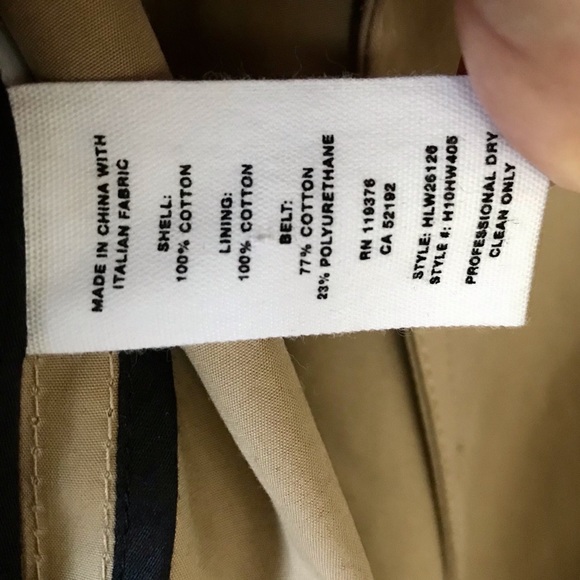 MADE IN CHINA WITH
ITALIAN FABRIC
SHELL:
100% COTTON
LINING:
100% COTTON
BELT:
77% COTTON
23% POLYURETHANE
RN 119376
CA 52192
STYLE: HLW26126
STYLE #: H10HW405
PROFESSIONAL DRY
CLEAN ONLY